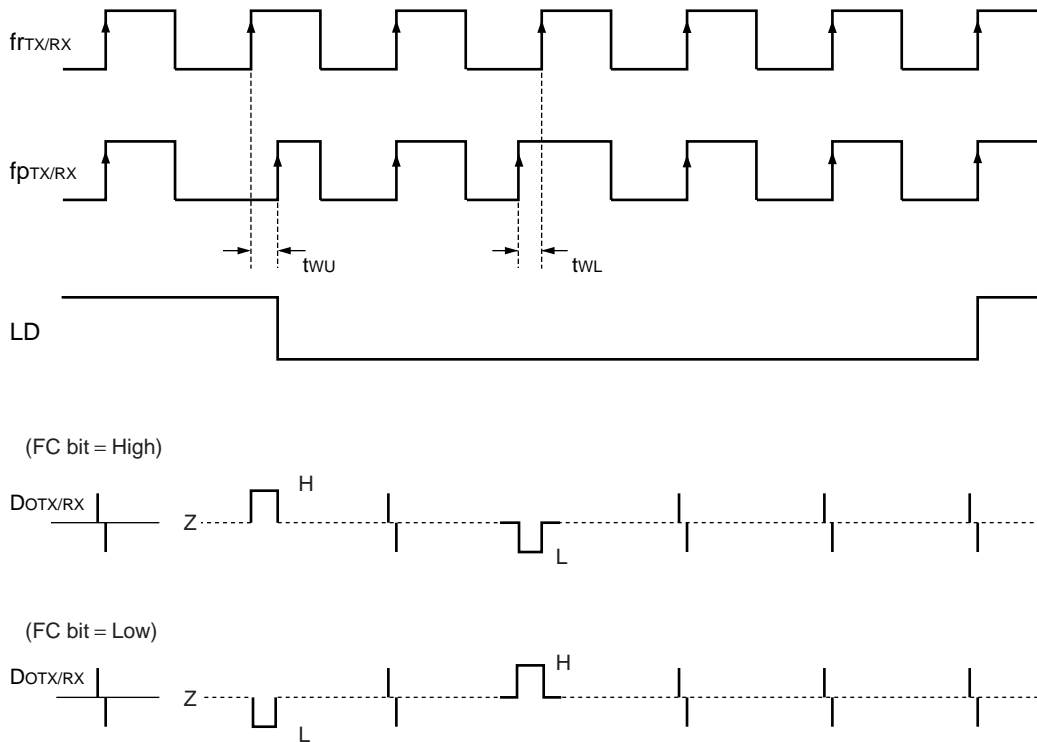 frTX/RX
fpTX/RX
tWU
tWL
LD
(FC bit = High)
DOTX/RX
Z
H
L
(FC bit = Low)
DOTX/RX
Z
L
H